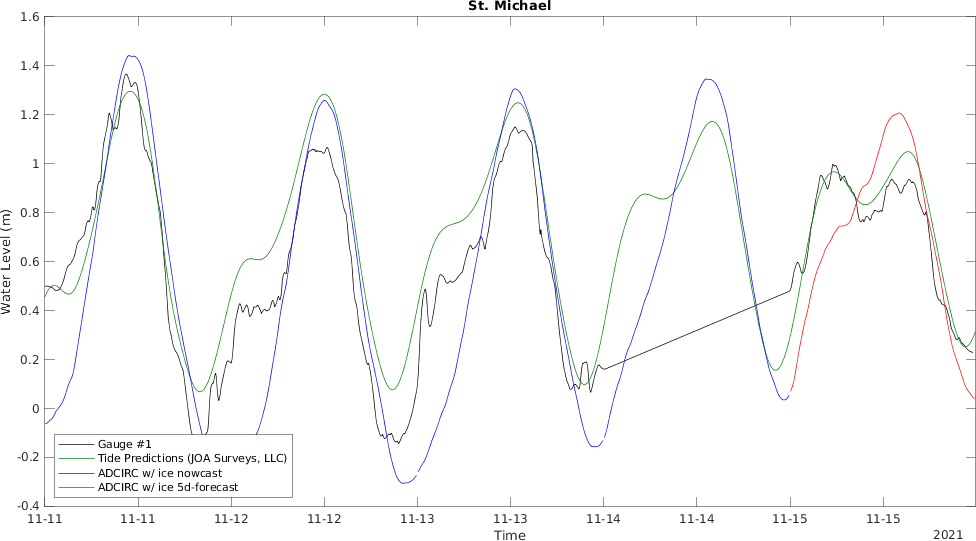 St. Michael
1.6
1.4
1.2
1
0.8
0.6
0.4
0.2
0
-0.2
-0.4
Water Level (m)
Gauge #1
Tide Predictions (JOA Surveys, LLC)
ADCIRC w/ ice nowcast
ADCIRC w/ ice 5d-forecast
11-11 11-11 11-12 11-12 11-13 11-13 11-14 11-14 11-15 11-15
Time
2021